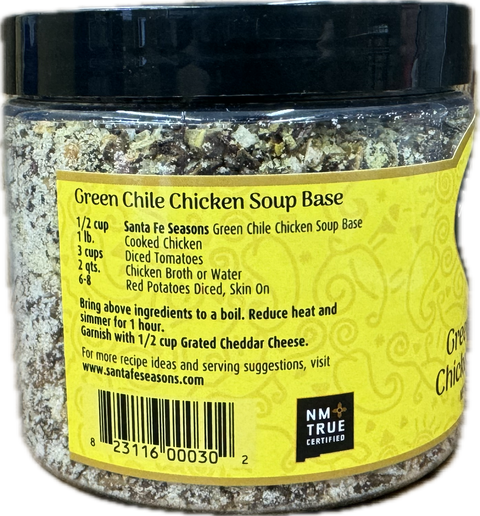 Green Chile Chicken Soup Base
1/2 cup Santa Fe Seasons Green Chile Chicken Soup Base
1 lb. Cooked Chicken
3 cups Diced Tomatoes
2 qts. Chicken Broth or Water
6-8 Red Potatoes Diced, Skin On
Bring above ingredients to a boil. Reduce heat and
simmer for 1 hour.
Garnish with 1/2 cup Grated Cheddar Cheese.
For more recipe ideas and serving suggestions, visit
www.santafeseasons.com
8 23116 00030 2
NM
TRUE
CERTIFIED